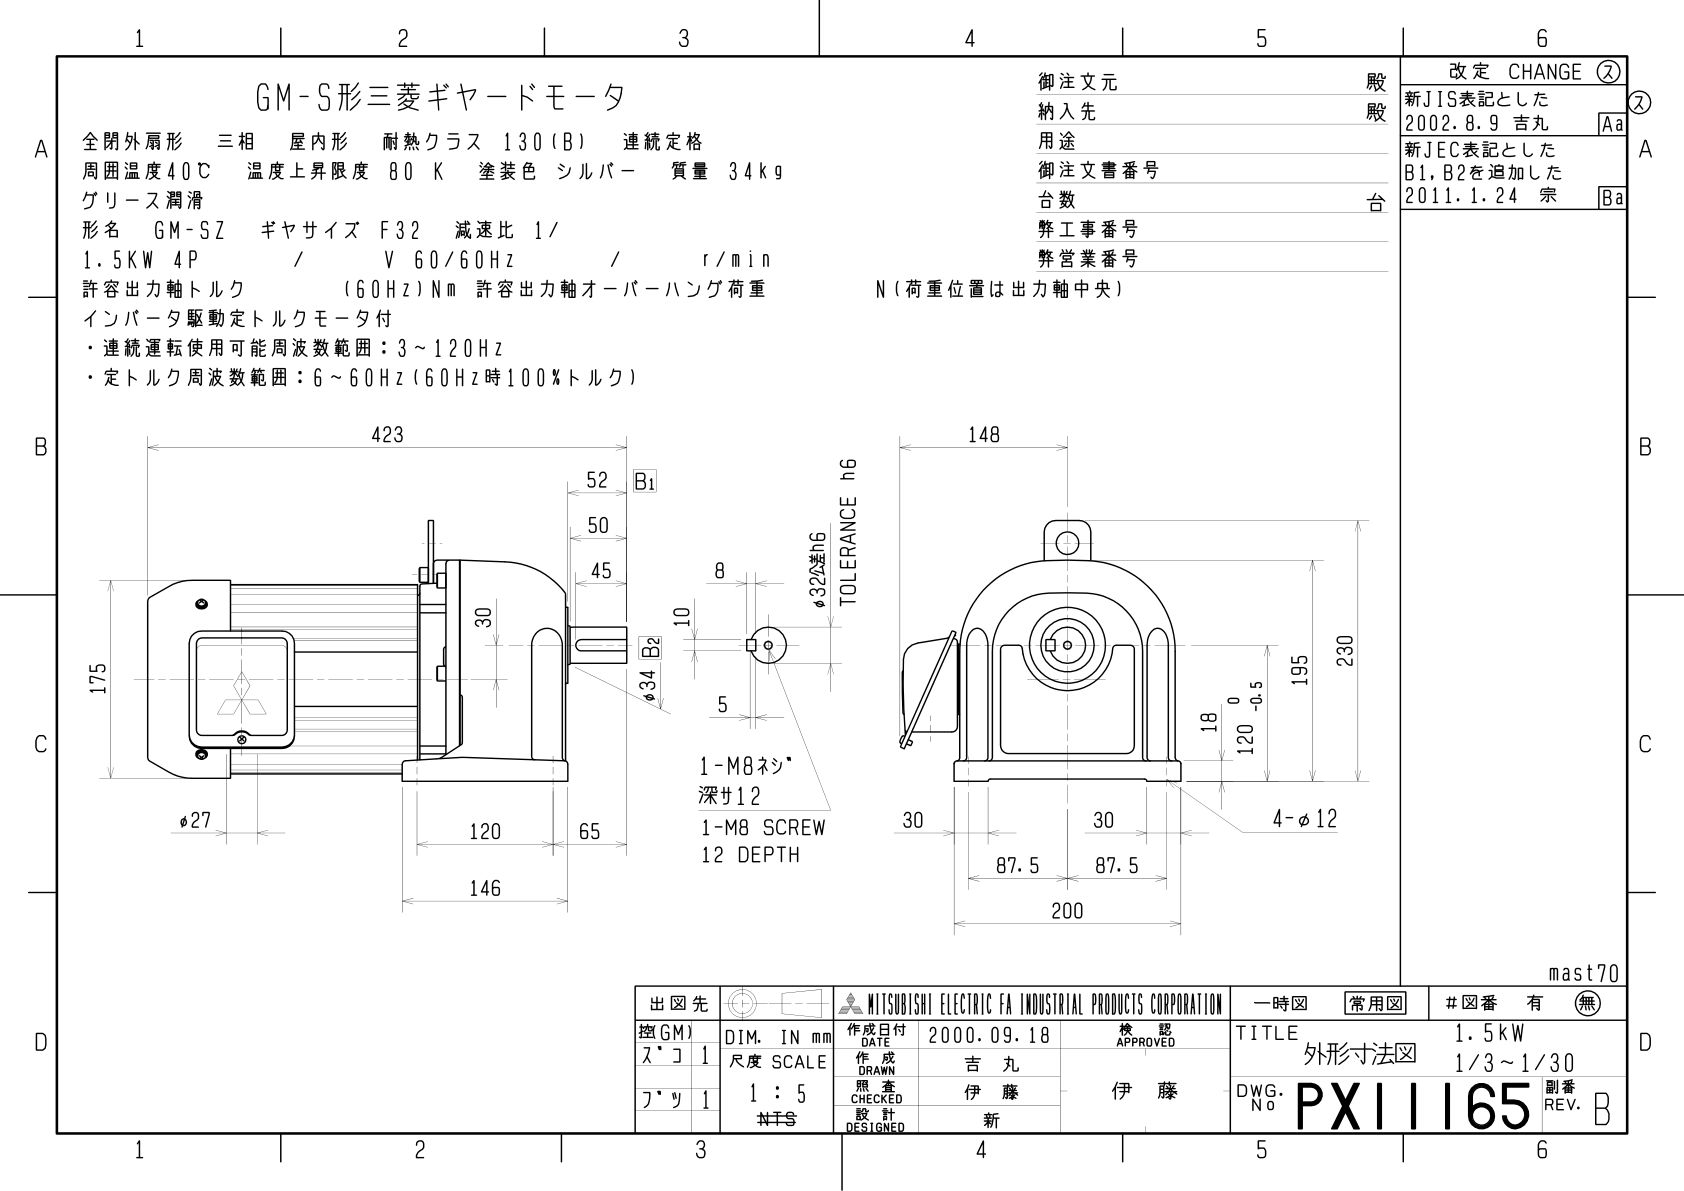 1 2 3 4 5 6
A
B
C
D
GM-S形三菱ギヤードモータ
全閉外扇形 三相 屋内形 耐熱クラス 130(B) 連続定格
周囲温度40℃ 温度上昇限度 80 K 塗装色 シルバー 質量 34kg
グリース潤滑
形名 GM-SZ ギヤサイズ F32 減速比 1/
1.5KW 4P / V 60/60Hz / r/min
許容出力軸トルク (60Hz)Nm 許容出力軸オーバーハング荷重 N(荷重位置は出力軸中央)
インバータ駆動定トルクモータ付
・連続運転使用可能周波数範囲：3~120Hz
・定トルク周波数範囲：6~60Hz(60Hz時100%トルク)
御注文元 殿
納入先 殿
用途
御注文書番号
台数 台
弊工事番号
弊営業番号
改定 CHANGE ス
ス
新JIS表記とした
2002.8.9 吉丸 Aa
新JEC表記とした
B1,B2を追加した
2011.1.24 宗 Ba
A
B
C
D
423
52 B1
50
45
30
B2
φ34
175
φ27
120 65
146
8
10
5
φ32公差h6
TOLERANCE h6
1-M8ネジ
深サ12
1-M8 SCREW
12 DEPTH
148
230
195
18
120 0 -0.5
4-φ12
30 30
87.5 87.5
200
mast70
出図先
控(GM)
スﾞコ 1
フﾞツ 1
DIM. IN mm
尺度 SCALE
1 : 5
NTS
MITSUBISHI ELECTRIC FA INDUSTRIAL PRODUCTS CORPORATION
作成日付 DATE 2000.09.18
作成 DRAWN 吉丸
照査 CHECKED 伊藤
設計 DESIGNED 新
検認 APPROVED
伊藤
一時図 常用図 #図番 有 無
TITLE 1.5kW
外形寸法図 1/3~1/30
DWG. No PX11165 副番 REV. B
1 2 3 4 5 6